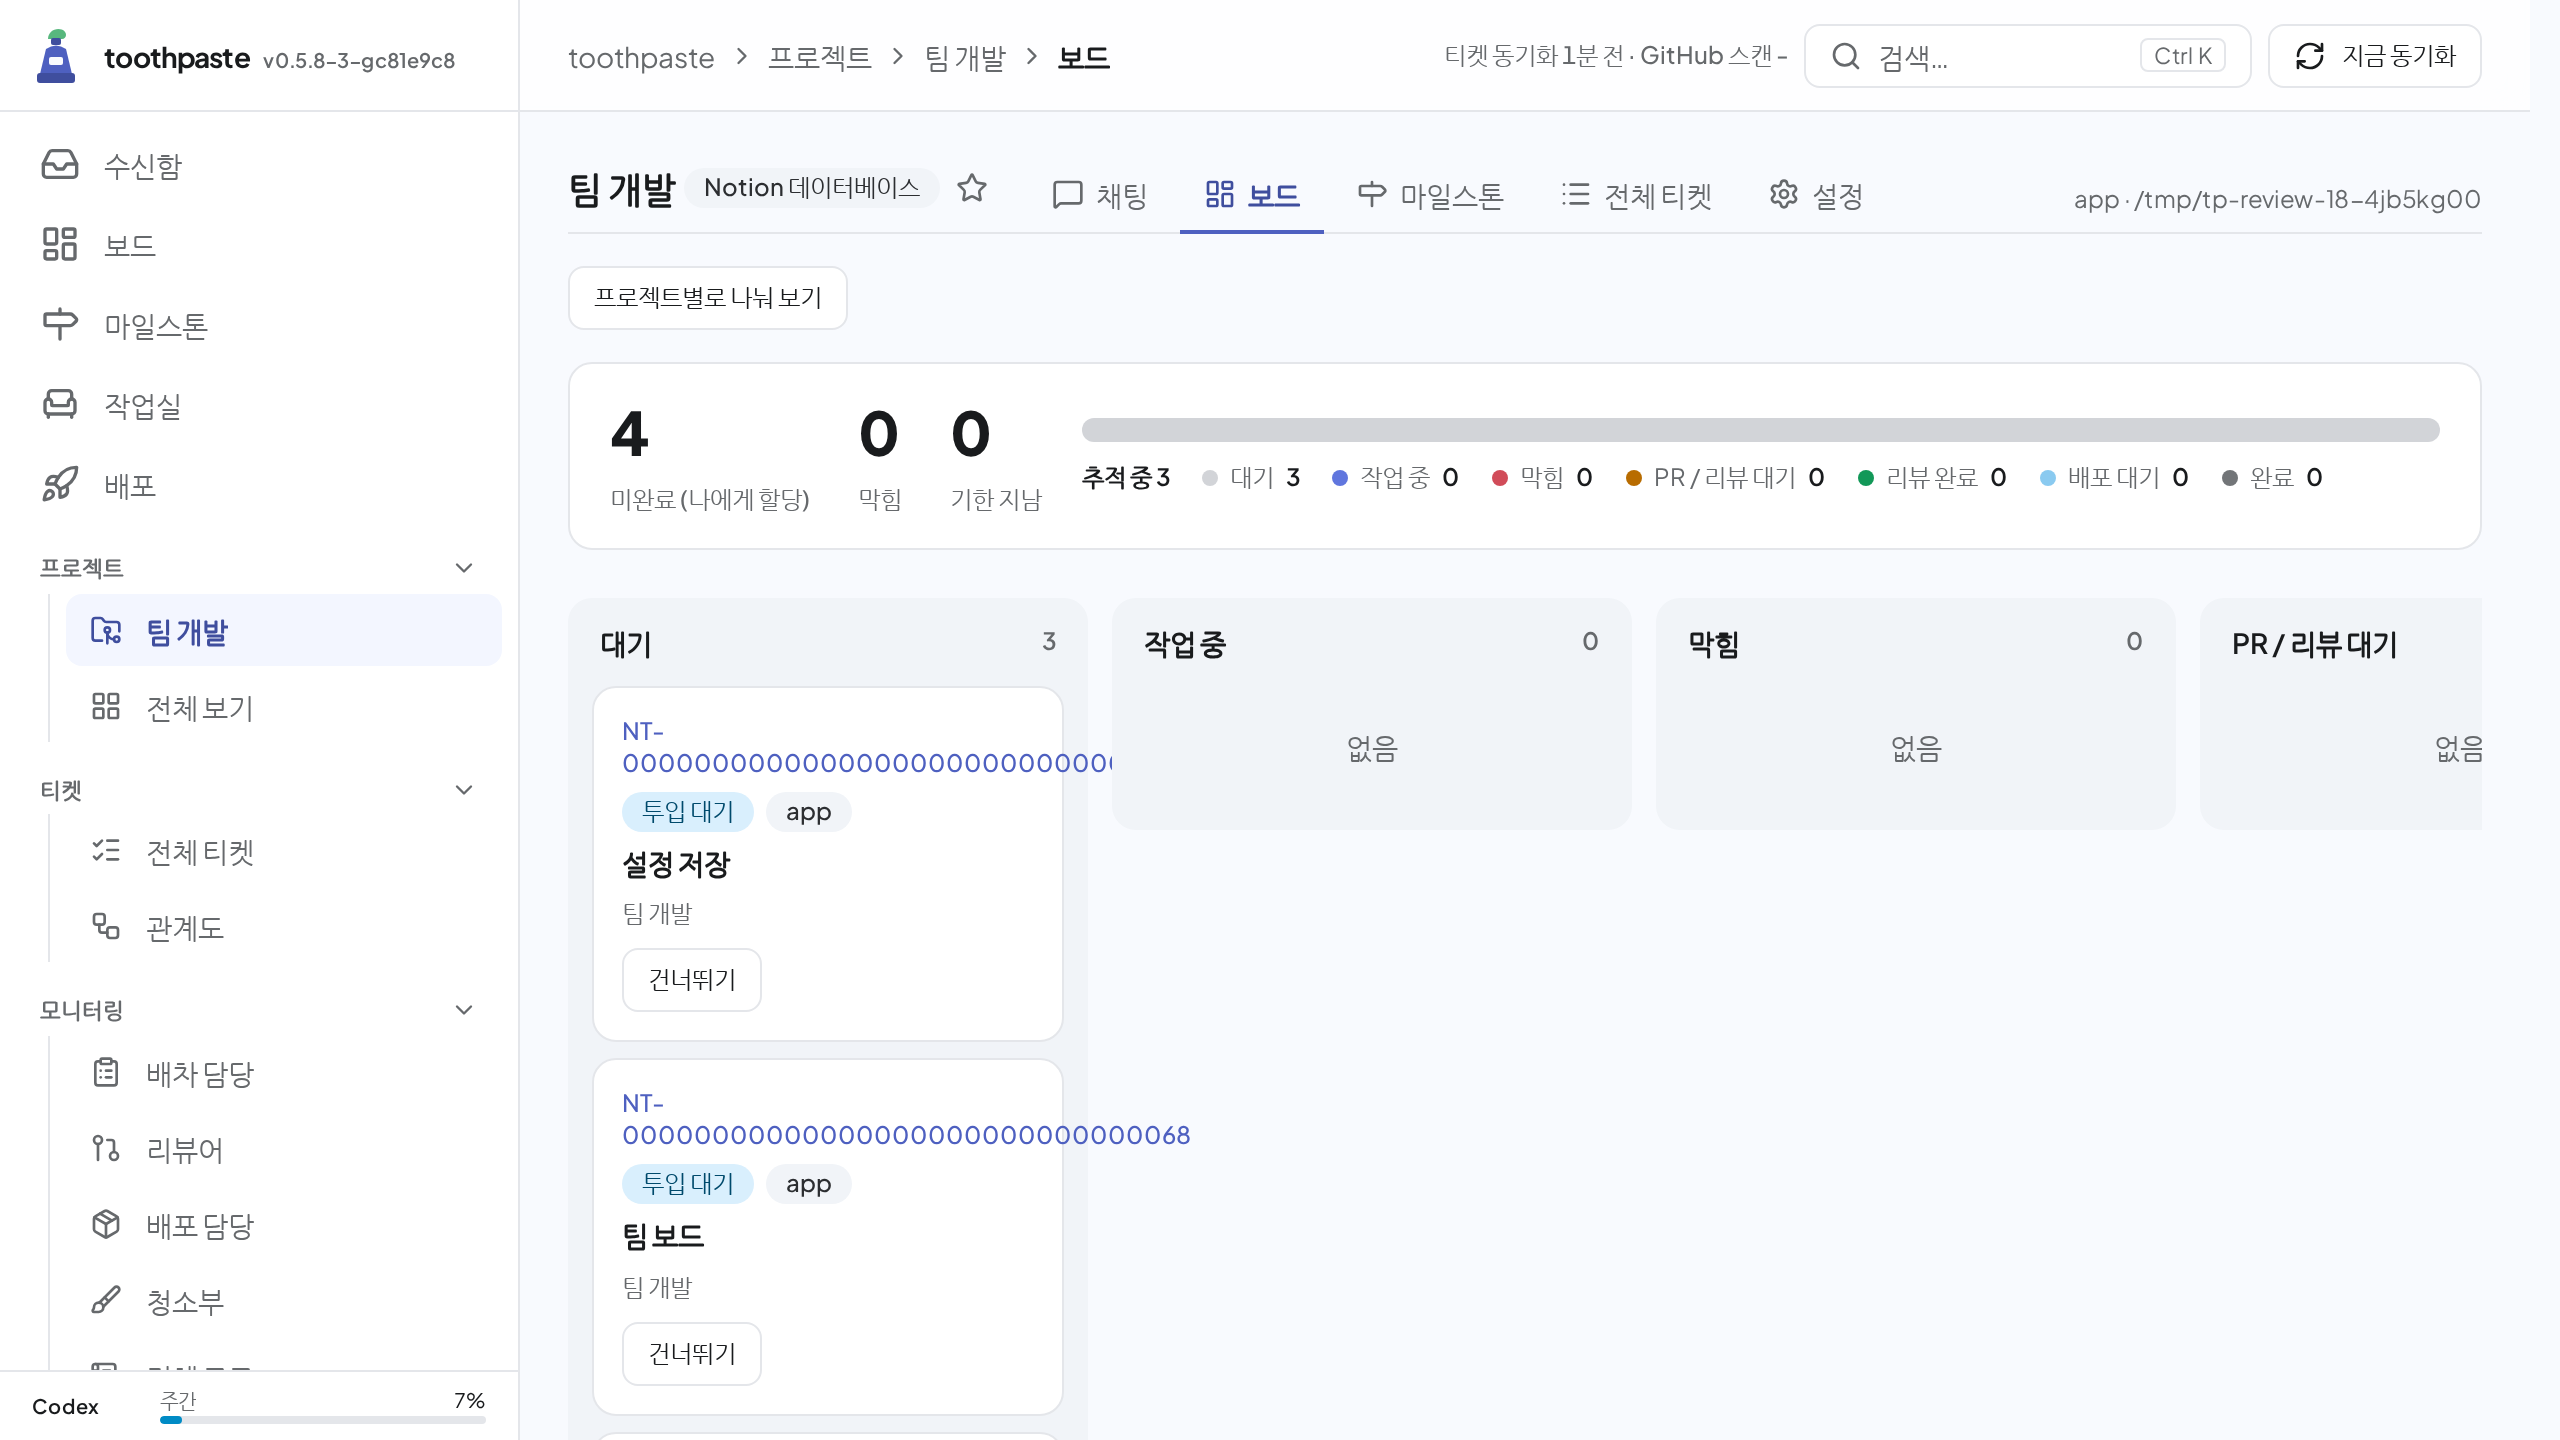 toothpaste v0.5.8-3-gc81e9c8
수신함
보드
마일스톤
작업실
배포
프로젝트
팀 개발
전체 보기
티켓
전체 티켓
관계도
모니터링
배차 담당
리뷰어
배포 담당
청소부
Codex 주간 7%
toothpaste > 프로젝트 > 팀 개발 > 보드
티켓 동기화 1분 전 · GitHub 스캔 -
검색... Ctrl K
지금 동기화
팀 개발 Notion 데이터베이스
채팅 보드 마일스톤 전체 티켓 설정
app · /tmp/tp-review-18-4jb5kg00
프로젝트별로 나눠 보기
4 미완료 (나에게 할당)
0 막힘
0 기한 지남
추적 중 3 대기 3 작업 중 0 막힘 0 PR / 리뷰 대기 0 리뷰 완료 0 배포 대기 0 완료 0
대기 3
NT-
투입 대기 app
설정 저장
팀 개발
건너뛰기
NT-
00000000000000000000000000000068
투입 대기 app
팀 보드
팀 개발
건너뛰기
작업 중 0
없음
막힘 0
없음
PR / 리뷰 대기
없음